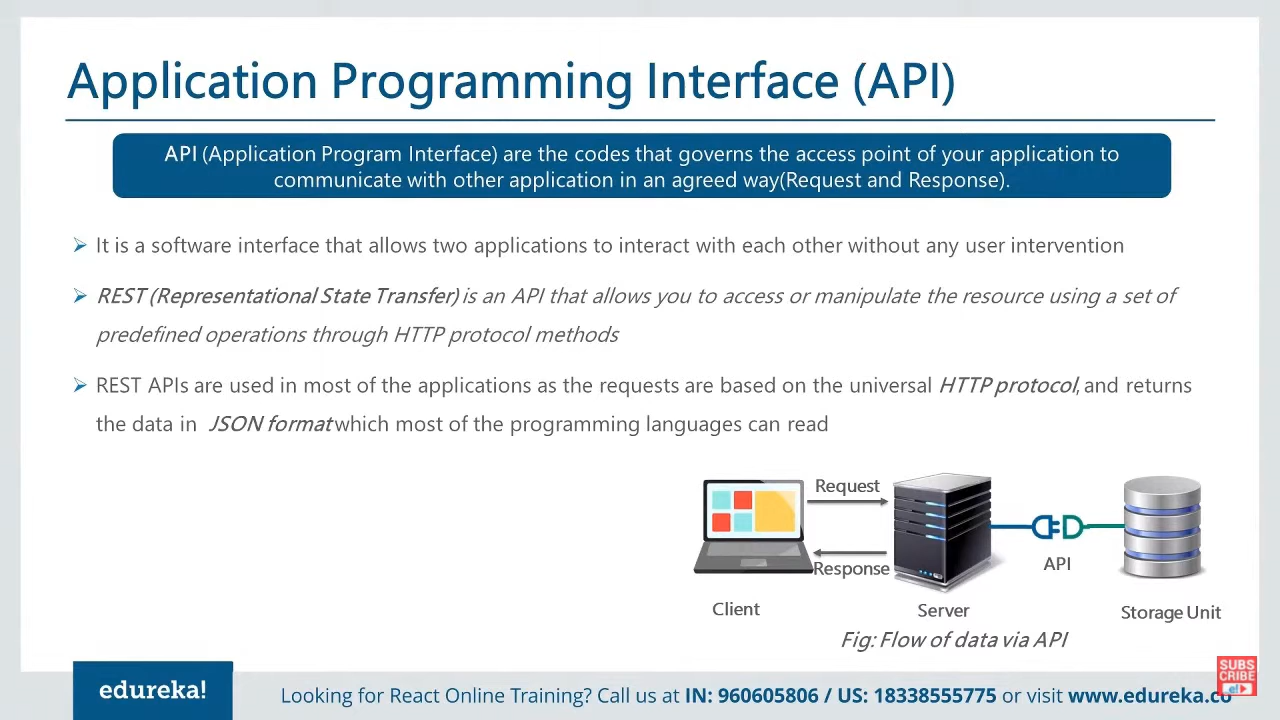 Application Programming Interface (API)
API (Application Program Interface) are the codes that governs the access point of your application to
communicate with other application in an agreed way(Request and Response).
It is a software interface that allows two applications to interact with each other without any user intervention
REST (Representational State Transfer) is an API that allows you to access or manipulate the resource using a set of
predefined operations through HTTP protocol methods
REST APIs are used in most of the applications as the requests are based on the universal HTTP protocol, and returns
the data in JSON format which most of the programming languages can read
Request
Response
API
Client
Server
Storage Unit
Fig: Flow of data via API
edureka!
Looking for React Online Training? Call us at IN: 960605806 / US: 18338555775 or visit www.edureka.co
SUBS
CRIBE
e!